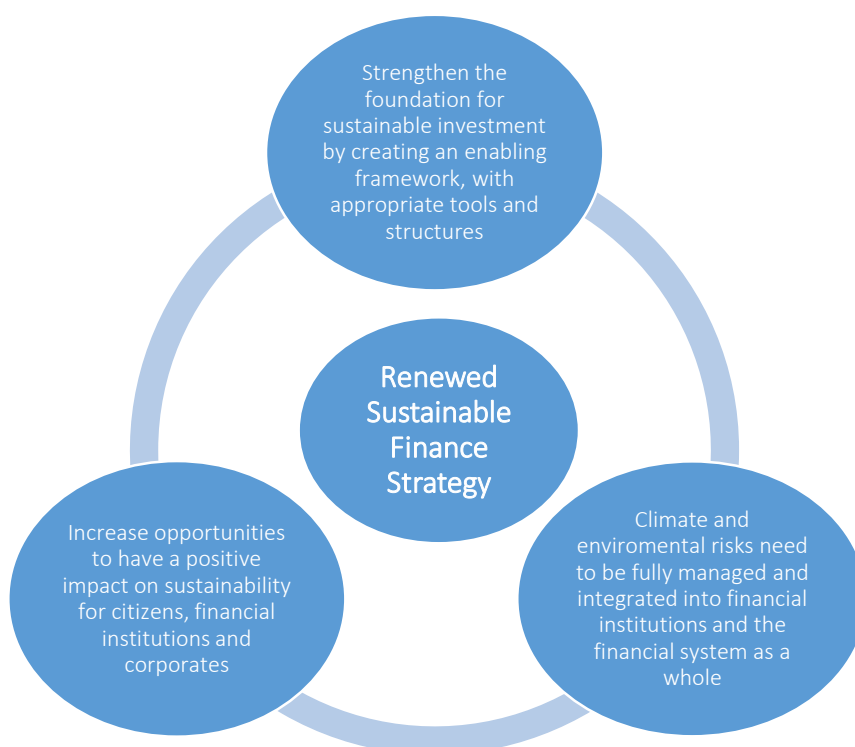 Strengthen the
foundation for
sustainable investment
by creating an enabling
framework, with
appropriate tools and
structures
Renewed
Sustainable
Finance
Strategy
Increase opportunities
to have a positive
impact on sustainability
for citizens, financial
institutions and
corporates
Climate and
enviromental risks need
to be fully managed and
integrated into financial
institutions and the
financial system as a
whole